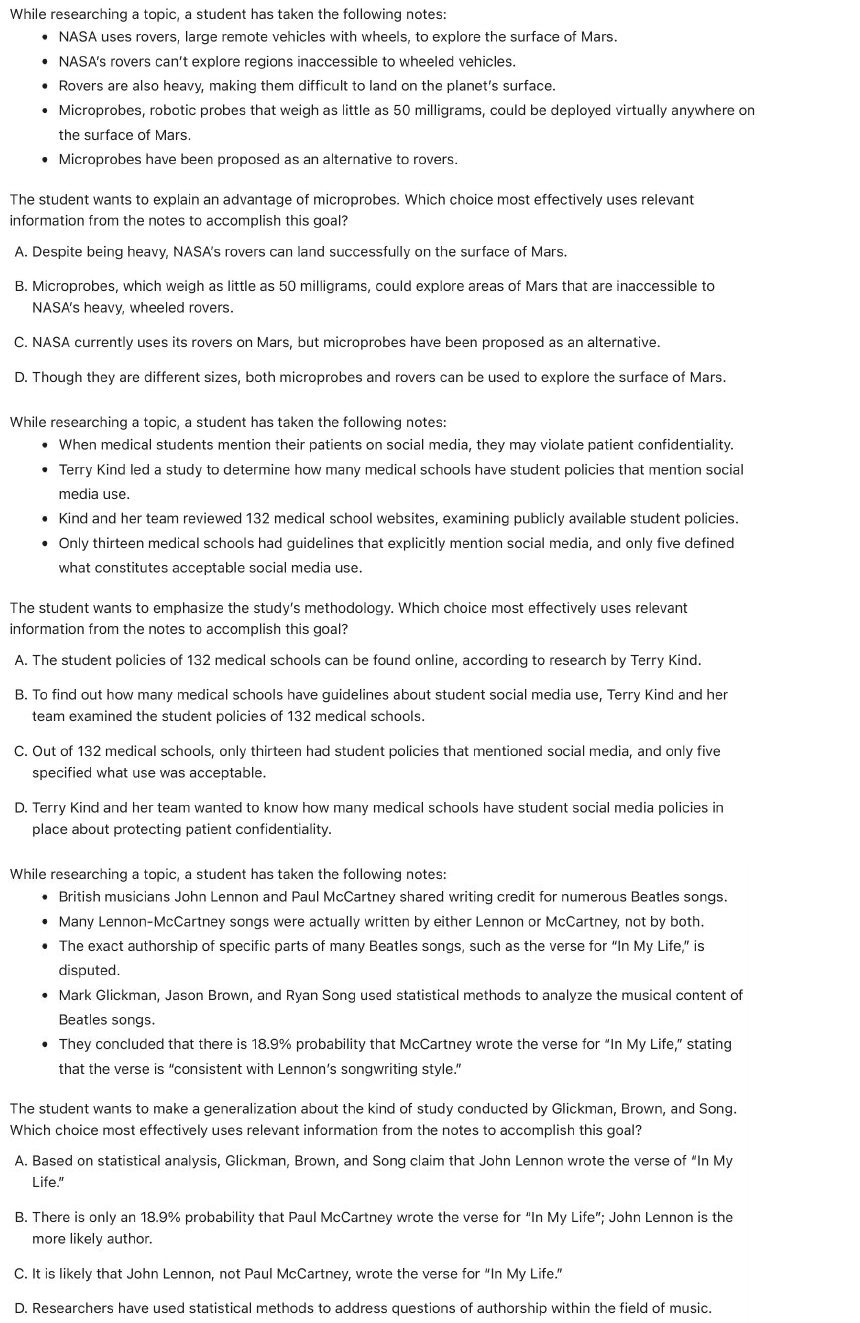 While researching a topic, a student has taken the following notes:
• NASA uses rovers, large remote vehicles with wheels, to explore the surface of Mars.
• NASA's rovers can't explore regions inaccessible to wheeled vehicles.
• Rovers are also heavy, making them difficult to land on the planet's surface.
• Microprobes, robotic probes that weigh as little as 50 milligrams, could be deployed virtually anywhere on
the surface of Mars.
• Microprobes have been proposed as an alternative to rovers.
The student wants to explain an advantage of microprobes. Which choice most effectively uses relevant
information from the notes to accomplish this goal?
A. Despite being heavy, NASA's rovers can land successfully on the surface of Mars.
B. Microprobes, which weigh as little as 50 milligrams, could explore areas of Mars that are inaccessible to
NASA's heavy, wheeled rovers.
C. NASA currently uses its rovers on Mars, but microprobes have been proposed as an alternative.
D. Though they are different sizes, both microprobes and rovers can be used to explore the surface of Mars.
While researching a topic, a student has taken the following notes:
• When medical students mention their patients on social media, they may violate patient confidentiality.
• Terry Kind led a study to determine how many medical schools have student policies that mention social
media use.
• Kind and her team reviewed 132 medical school websites, examining publicly available student policies.
• Only thirteen medical schools had guidelines that explicitly mention social media, and only five defined
what constitutes acceptable social media use.
The student wants to emphasize the study's methodology. Which choice most effectively uses relevant
information from the notes to accomplish this goal?
A. The student policies of 132 medical schools can be found online, according to research by Terry Kind.
B. To find out how many medical schools have guidelines about student social media use, Terry Kind and her
team examined the student policies of 132 medical schools.
C. Out of 132 medical schools, only thirteen had student policies that mentioned social media, and only five
specified what use was acceptable.
D. Terry Kind and her team wanted to know how many medical schools have student social media policies in
place about protecting patient confidentiality.
While researching a topic, a student has taken the following notes:
• British musicians John Lennon and Paul McCartney shared writing credit for numerous Beatles songs.
• Many Lennon-McCartney songs were actually written by either Lennon or McCartney, not by both.
• The exact authorship of specific parts of many Beatles songs, such as the verse for "In My Life," is
disputed.
• Mark Glickman, Jason Brown, and Ryan Song used statistical methods to analyze the musical content of
Beatles songs.
• They concluded that there is 18.9% probability that McCartney wrote the verse for "In My Life," stating
that the verse is "consistent with Lennon's songwriting style."
The student wants to make a generalization about the kind of study conducted by Glickman, Brown, and Song.
Which choice most effectively uses relevant information from the notes to accomplish this goal?
A. Based on statistical analysis, Glickman, Brown, and Song claim that John Lennon wrote the verse of "In My
Life."
B. There is only an 18.9% probability that Paul McCartney wrote the verse for "In My Life"; John Lennon is the
more likely author.
C. It is likely that John Lennon, not Paul McCartney, wrote the verse for "In My Life."
D. Researchers have used statistical methods to address questions of authorship within the field of music.